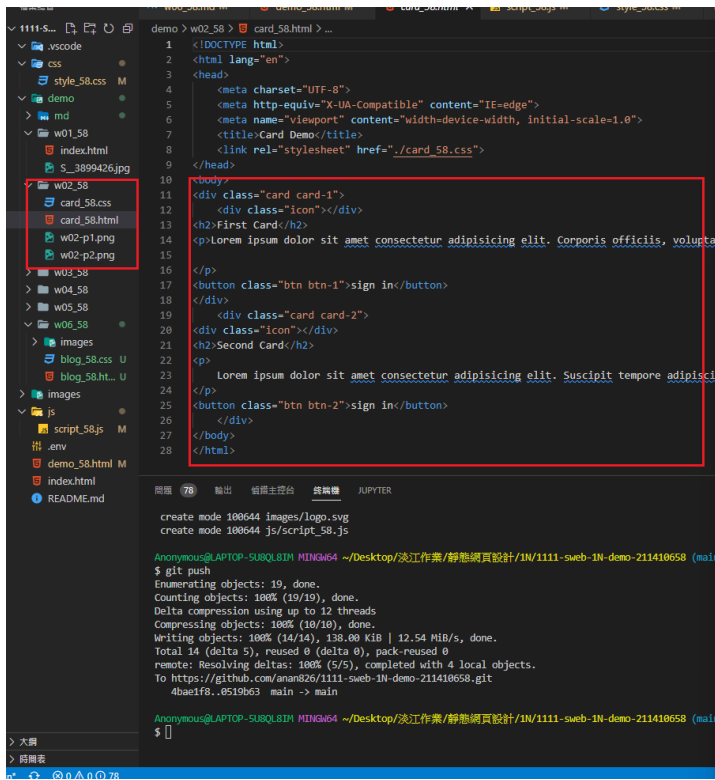 1111-S...
.vscode
css
style_58.css M
demo
md
w01_58
index.html
S__3899426.jpg
w02_58
card_58.css
card_58.html
w02-p1.png
w02-p2.png
w03_58
w04_58
w05_58
w06_58
images
blog_58.css U
blog_58.ht... U
images
js
script_58.js M
.env
demo_58.html M
index.html
README.md
大綱
時間表
demo > w02_58 > card_58.html > ...
1 <!DOCTYPE html>
2 <html lang="en">
3 <head>
4 <meta charset="UTF-8">
5 <meta http-equiv="X-UA-Compatible" content="IE=edge">
6 <meta name="viewport" content="width=device-width, initial-scale=1.0">
7 <title>Card Demo</title>
8 <link rel="stylesheet" href="./card_58.css">
9 </head>
10 <body>
11 <div class="card card-1">
12 <div class="icon"></div>
13 <h2>First Card</h2>
14 <p>Lorem ipsum dolor sit amet consectetur adipisicing elit. Corporis officiis, volupta
15
16 </p>
17 <button class="btn btn-1">sign in</button>
18 </div>
19 <div class="card card-2">
20 <div class="icon"></div>
21 <h2>Second Card</h2>
22 <p>
23 Lorem ipsum dolor sit amet consectetur adipisicing elit. Suscipit tempore adipisci
24 </p>
25 <button class="btn btn-2">sign in</button>
26 </div>
27 </body>
28 </html>
問題 78 輸出 偵錯主控台 終端機 JUPYTER
create mode 100644 images/logo.svg
create mode 100644 js/script_58.js
Anonymous@LAPTOP-5U8QL8IM MINGW64 ~/Desktop/淡江作業/靜態網頁設計/1N/1111-sweb-1N-demo-211410658 (mai
$ git push
Enumerating objects: 19, done.
Counting objects: 100% (19/19), done.
Delta compression using up to 12 threads
Compressing objects: 100% (10/10), done.
Writing objects: 100% (14/14), 138.00 KiB | 12.54 MiB/s, done.
Total 14 (delta 5), reused 0 (delta 0), pack-reused 0
remote: Resolving deltas: 100% (5/5), completed with 4 local objects.
To https://github.com/anan826/1111-sweb-1N-demo-211410658.git
4bae1f8..0519b63 main -> main
Anonymous@LAPTOP-5U8QL8IM MINGW64 ~/Desktop/淡江作業/靜態網頁設計/1N/1111-sweb-1N-demo-211410658 (mai
$
0 0 0 78